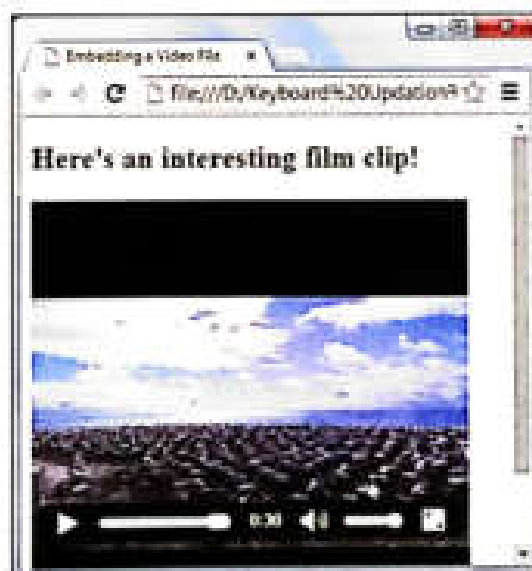 Embedding a Video File
file:///D:/Keyboard%20Updation
Here's an interesting film clip!
0:30